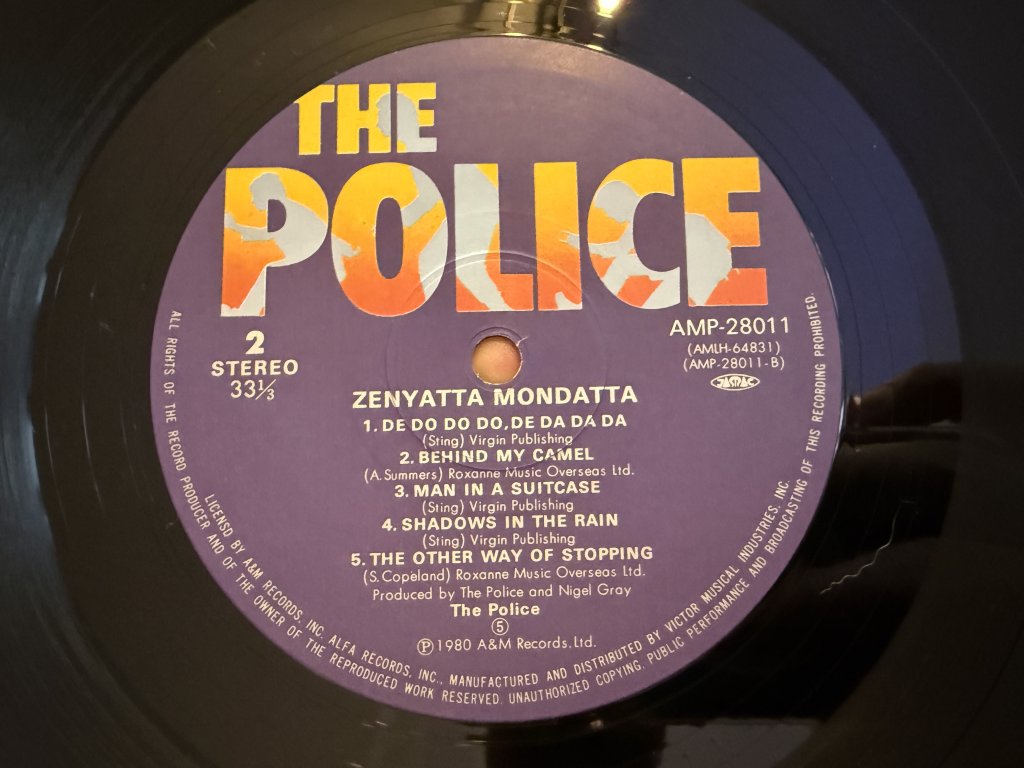 THE
POLICE
2
STEREO
33⅓
AMP-28011
(AMLH-64831)
(AMP-28011-B)
JASRAC
ZENYATTA MONDATTA
1. DE DO DO DO, DE DA DA DA
(Sting) Virgin Publishing
2. BEHIND MY CAMEL
(A. Summers) Roxanne Music Overseas Ltd.
3. MAN IN A SUITCASE
(Sting) Virgin Publishing
4. SHADOWS IN THE RAIN
(Sting) Virgin Publishing
5. THE OTHER WAY OF STOPPING
(S. Copeland) Roxanne Music Overseas Ltd.
Produced by The Police and Nigel Gray
The Police
⑤
℗1980 A&M Records, Ltd.
LICENSD BY A&M RECORDS, INC. ALFA RECORDS, INC., MANUFACTURED AND DISTRIBUTED BY VICTOR MUSICAL INDUSTRIES, INC.
ALL RIGHTS OF THE RECORD PRODUCER AND OF THE OWNER OF THE REPRODUCED WORK RESERVED. UNAUTHORIZED COPYING, PUBLIC PERFORMANCE AND BROADCASTING OF THIS RECORDING PROHIBITED.